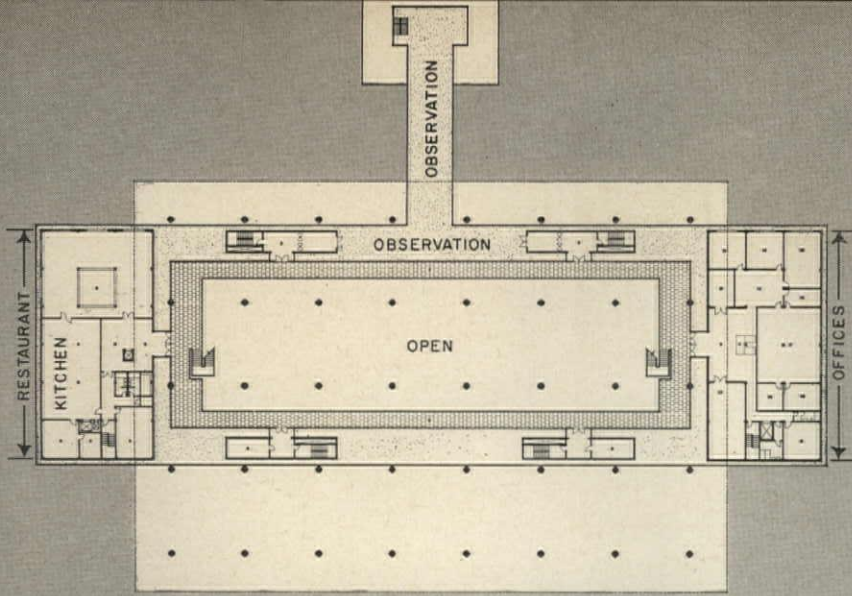 OBSERVATION
OBSERVATION
RESTAURANT
KITCHEN
OPEN
OFFICES